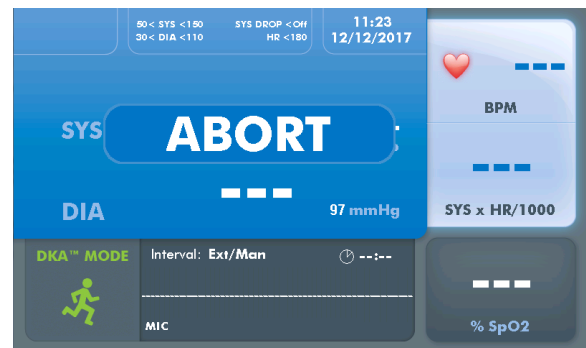 50< SYS <150 SYS DROP <Off
30< DIA <110 HR <180
11:23
12/12/2017
---
BPM
SYS
ABORT
---
SYS x HR/1000
---
DIA
97 mmHg
DKA™ MODE
Interval: Ext/Man --:--
MIC
---
% SpO2